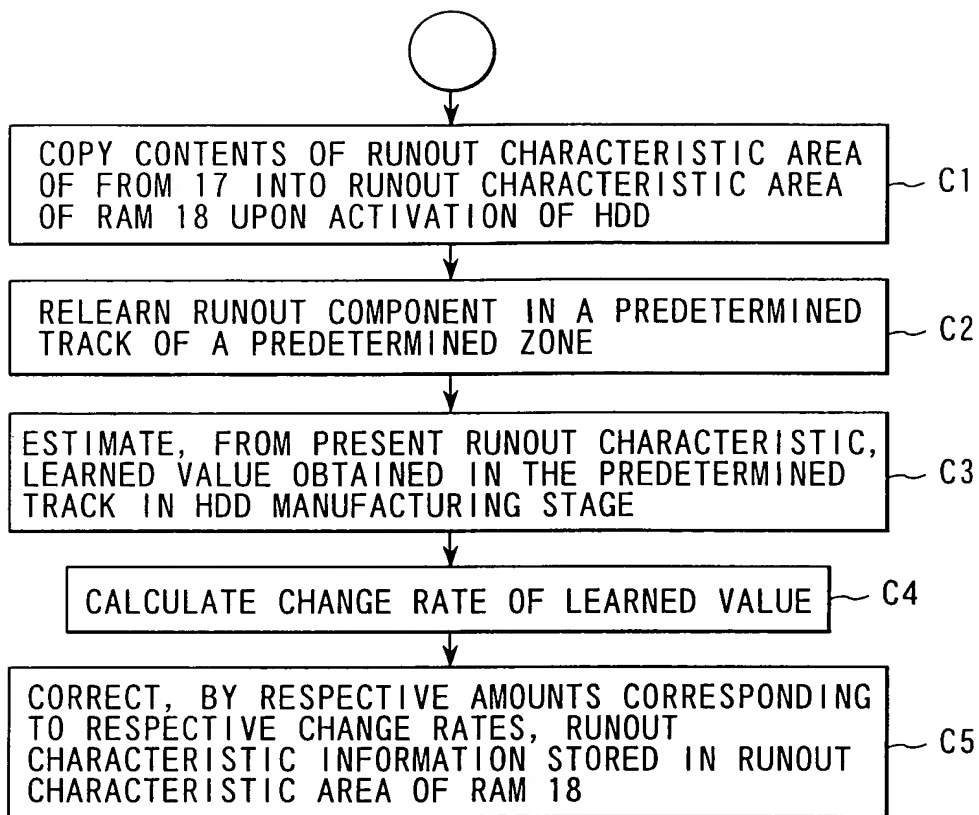 COPY CONTENTS OF RUNOUT CHARACTERISTIC AREA
OF FROM 17 INTO RUNOUT CHARACTERISTIC AREA
OF RAM 18 UPON ACTIVATION OF HDD
C1
RELEARN RUNOUT COMPONENT IN A PREDETERMINED
TRACK OF A PREDETERMINED ZONE
C2
ESTIMATE, FROM PRESENT RUNOUT CHARACTERISTIC,
LEARNED VALUE OBTAINED IN THE PREDETERMINED
TRACK IN HDD MANUFACTURING STAGE
C3
CALCULATE CHANGE RATE OF LEARNED VALUE
C4
CORRECT, BY RESPECTIVE AMOUNTS CORRESPONDING
TO RESPECTIVE CHANGE RATES, RUNOUT
CHARACTERISTIC INFORMATION STORED IN RUNOUT
CHARACTERISTIC AREA OF RAM 18
C5